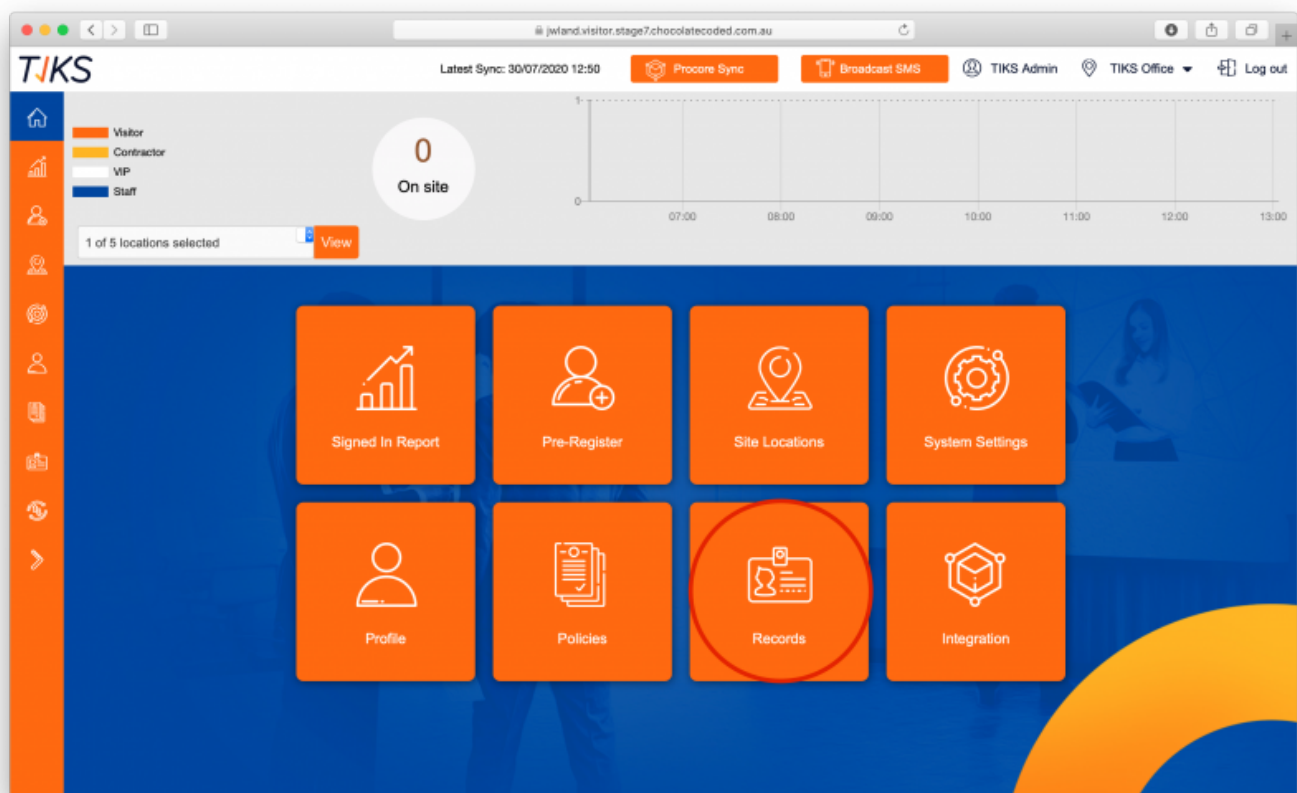 jwland.visitor.stage7.chocolatecoded.com.au
TIKS
Latest Sync: 30/07/2020 12:50
Procore Sync
Broadcast SMS
TIKS Admin
TIKS Office
Log out
Visitor
Contractor
VIP
Staff
0
On site
1
0
07:00 08:00 09:00 10:00 11:00 12:00 13:00
1 of 5 locations selected
View
Signed In Report
Pre-Register
Site Locations
System Settings
Profile
Policies
Records
Integration